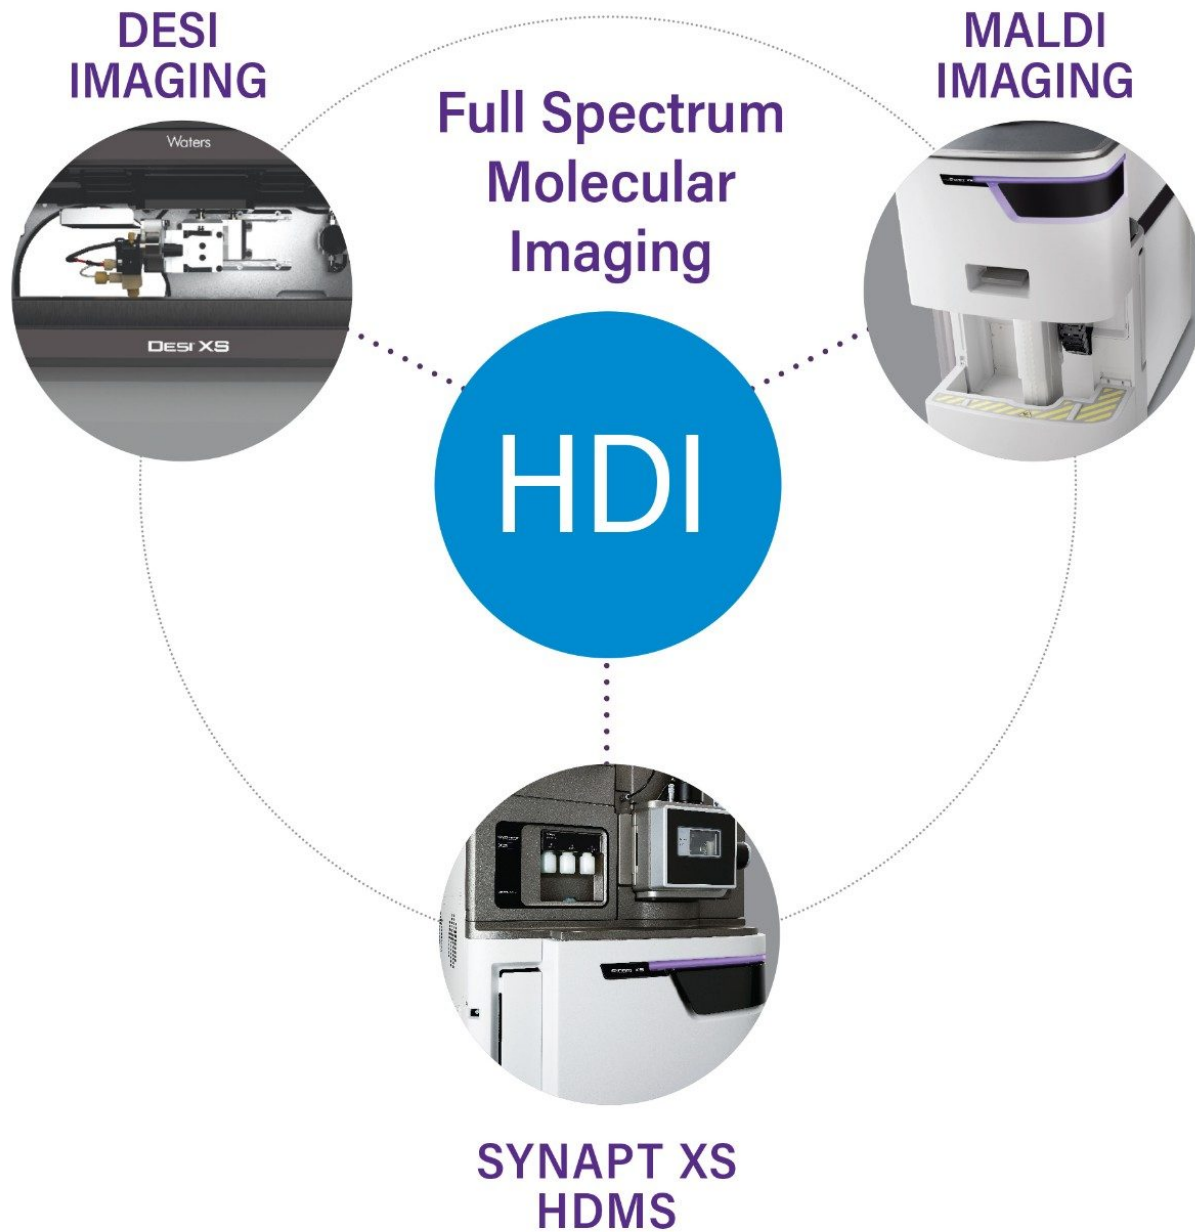 DESI
IMAGING
MALDI
IMAGING
Full Spectrum
Molecular
Imaging
Waters
DESI XS
HDI
SYNAPT XS
HDMS